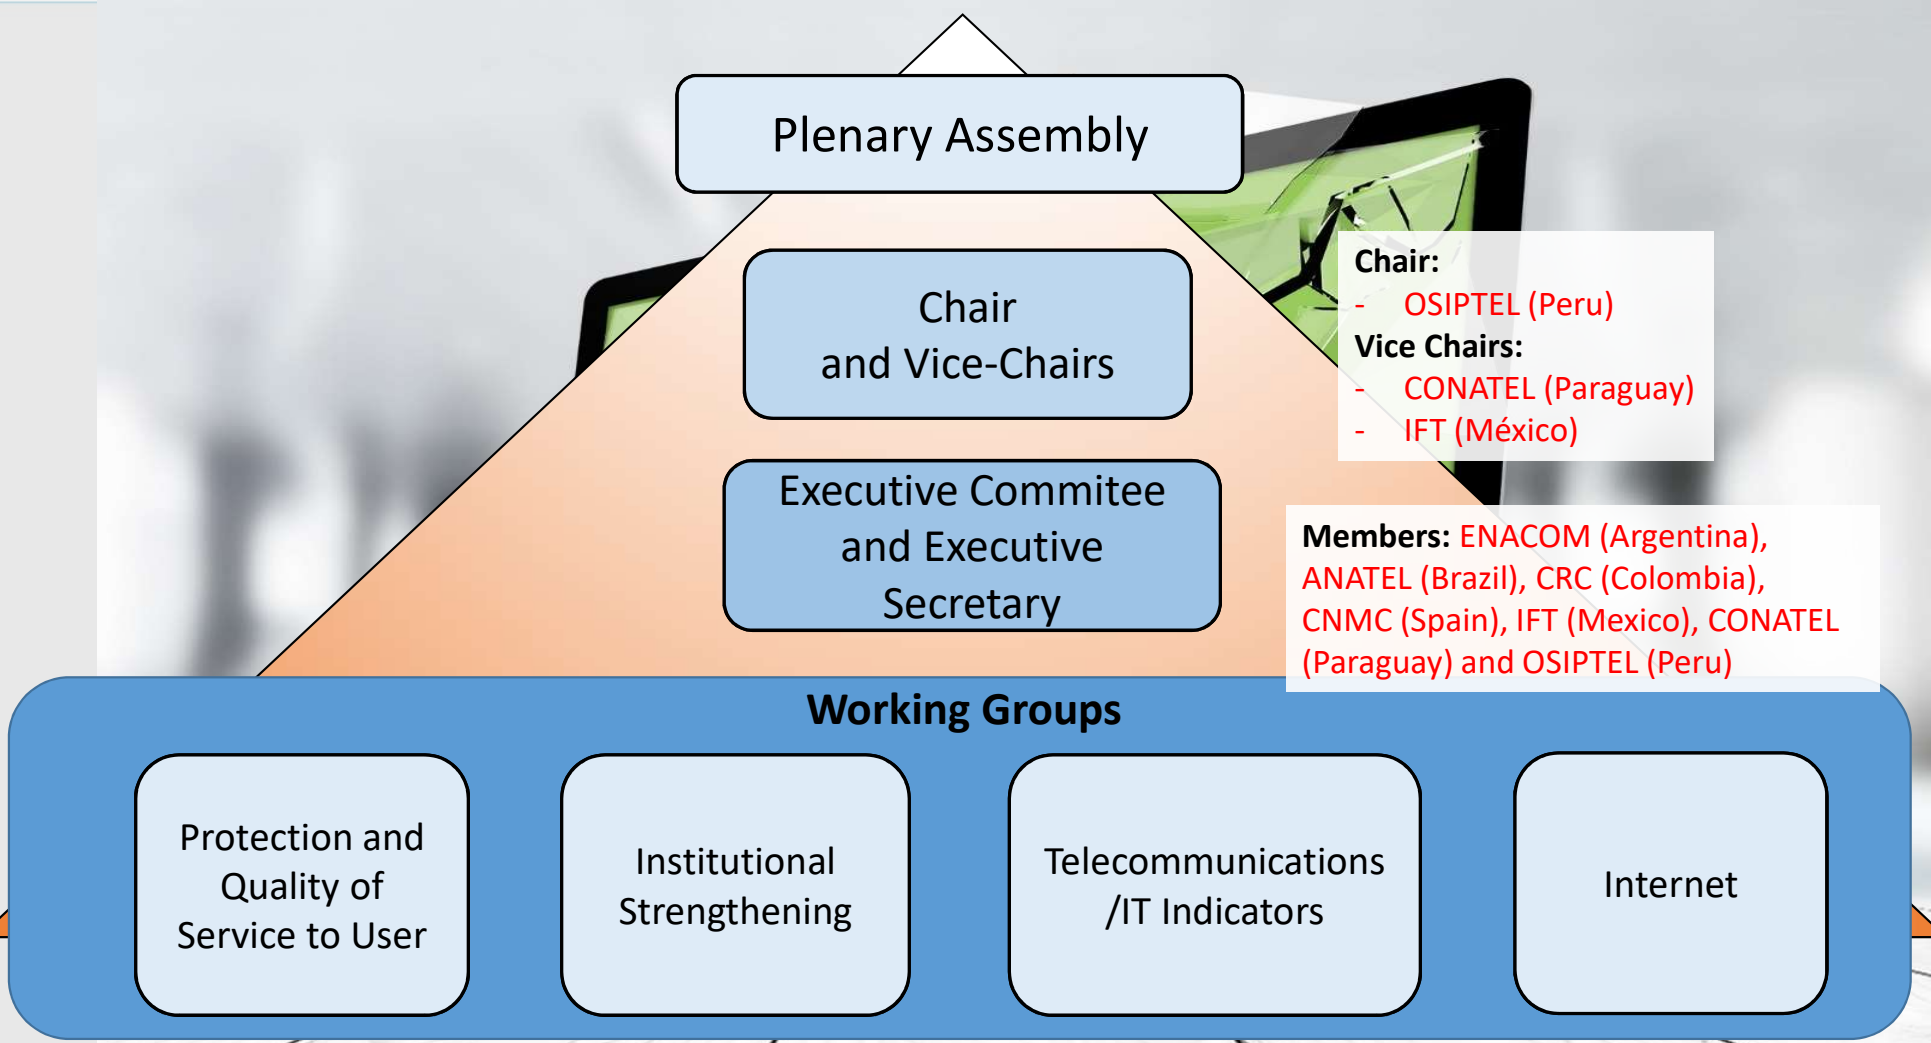 Plenary Assembly
Chair
and Vice-Chairs
Chair:
- OSIPTEL (Peru)
Vice Chairs:
- CONATEL (Paraguay)
- IFT (México)
Executive Commitee
and Executive
Secretary
Members: ENACOM (Argentina),
ANATEL (Brazil), CRC (Colombia),
CNMC (Spain), IFT (Mexico), CONATEL
(Paraguay) and OSIPTEL (Peru)
Working Groups
Protection and
Quality of
Service to User
Institutional
Strengthening
Telecommunications
/IT Indicators
Internet